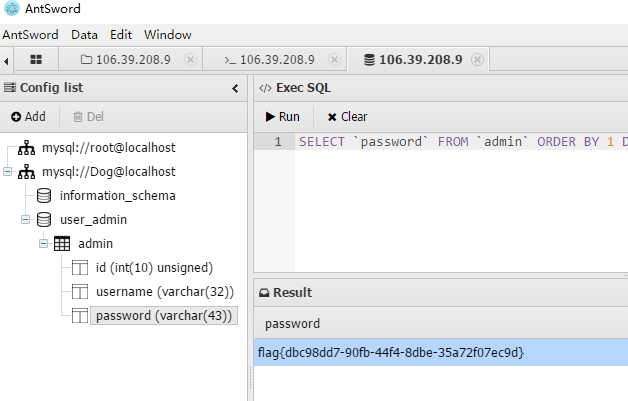 AntSword
AntSword Data Edit Window
106.39.208.9 106.39.208.9 106.39.208.9
Config list
Add Del
mysql://root@localhost
mysql://Dog@localhost
information_schema
user_admin
admin
id (int(10) unsigned)
username (varchar(32))
password (varchar(43))
Exec SQL
Run Clear
1 SELECT `password` FROM `admin` ORDER BY 1 D
Result
password
flag{dbc98dd7-90fb-44f4-8dbe-35a72f07ec9d}